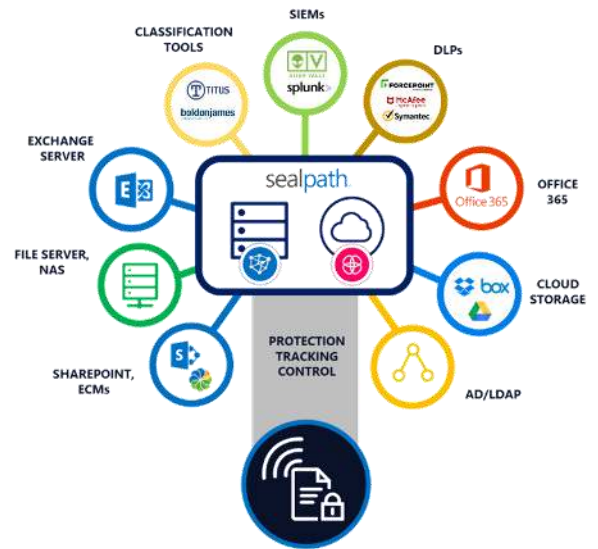 SIEMs
splunk>
CLASSIFICATION
TOOLS
TITUS
boldonjames
DLPs
FORCEPOINT
McAfee
Symantec
EXCHANGE
SERVER
E
sealpath
Office 365
OFFICE
365
FILE SERVER,
NAS
box
CLOUD
STORAGE
PROTECTION
TRACKING
CONTROL
SHAREPOINT,
ECMs
S
AD/LDAP